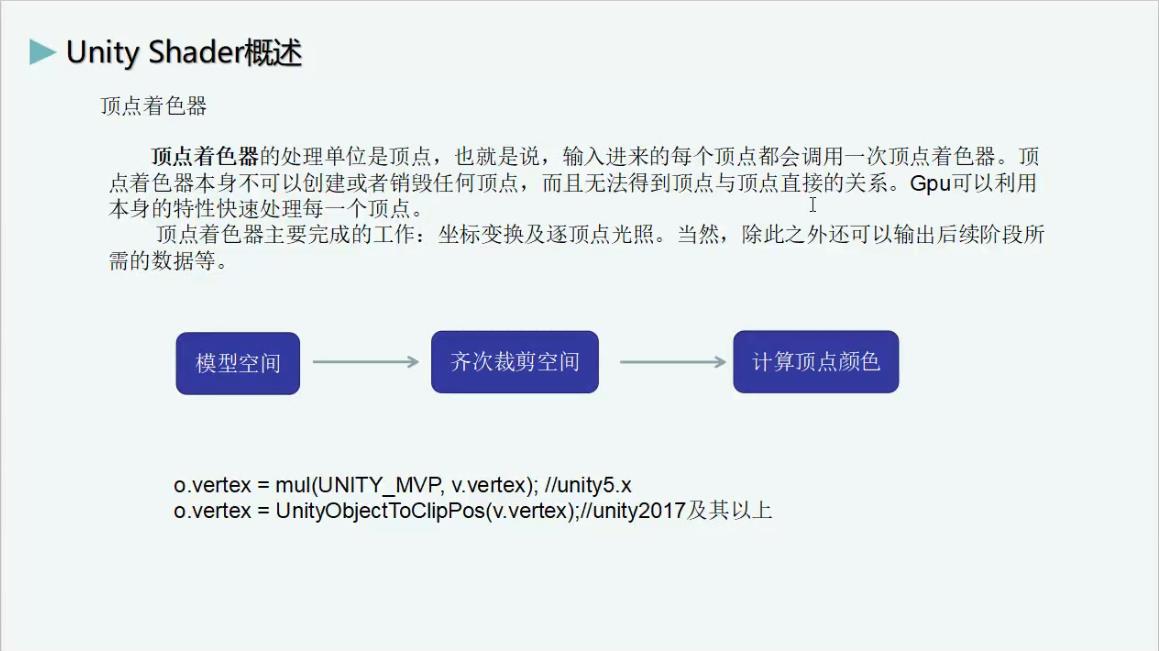 Unity Shader概述
顶点着色器
顶点着色器的处理单位是顶点，也就是说，输入进来的每个顶点都会调用一次顶点着色器。顶
点着色器本身不可以创建或者销毁任何顶点，而且无法得到顶点与顶点直接的关系。Gpu可以利用
本身的特性快速处理每一个顶点。
顶点着色器主要完成的工作：坐标变换及逐顶点光照。当然，除此之外还可以输出后续阶段所
需的数据等。
模型空间
齐次裁剪空间
计算顶点颜色
o.vertex = mul(UNITY_MVP, v.vertex); //unity5.x
o.vertex = UnityObjectToClipPos(v.vertex);//unity2017及其以上